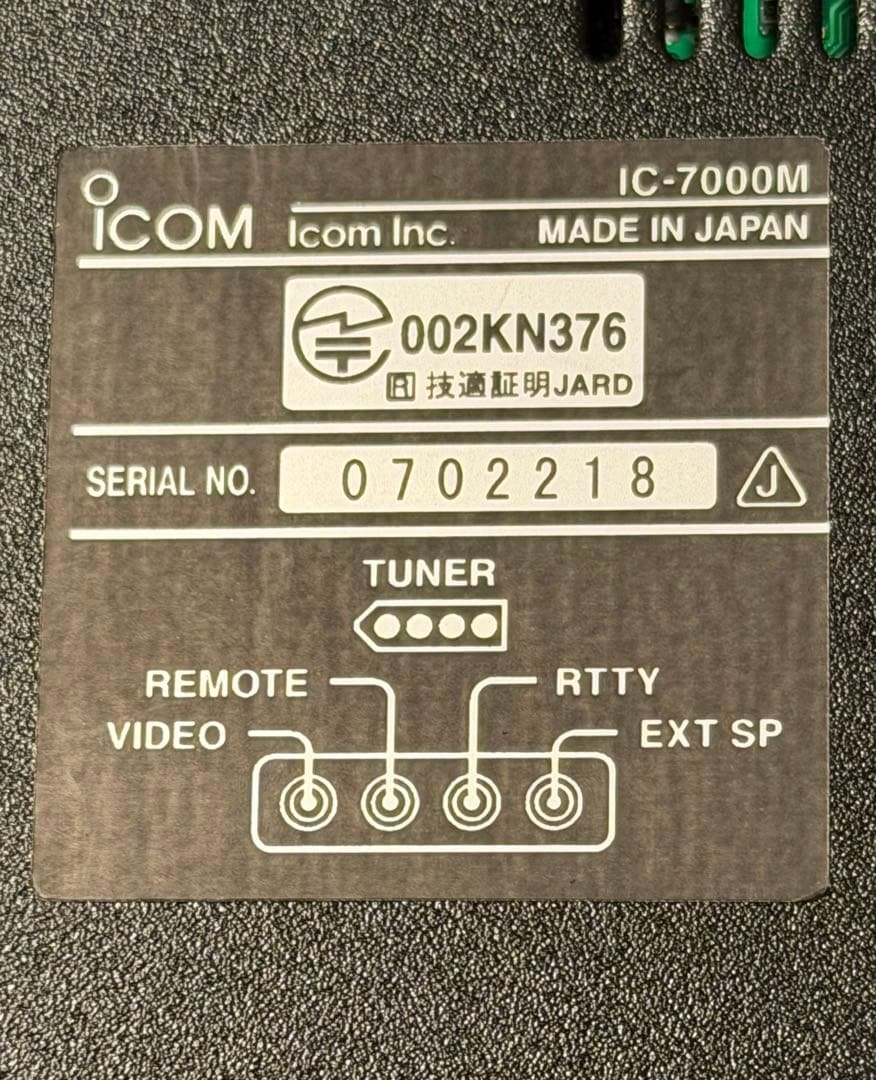 IC-7000M
ICOM Icom Inc. MADE IN JAPAN
002KN376
R 技適証明JARD
SERIAL NO. 0702218 J
TUNER
REMOTE RTTY
VIDEO EXT SP